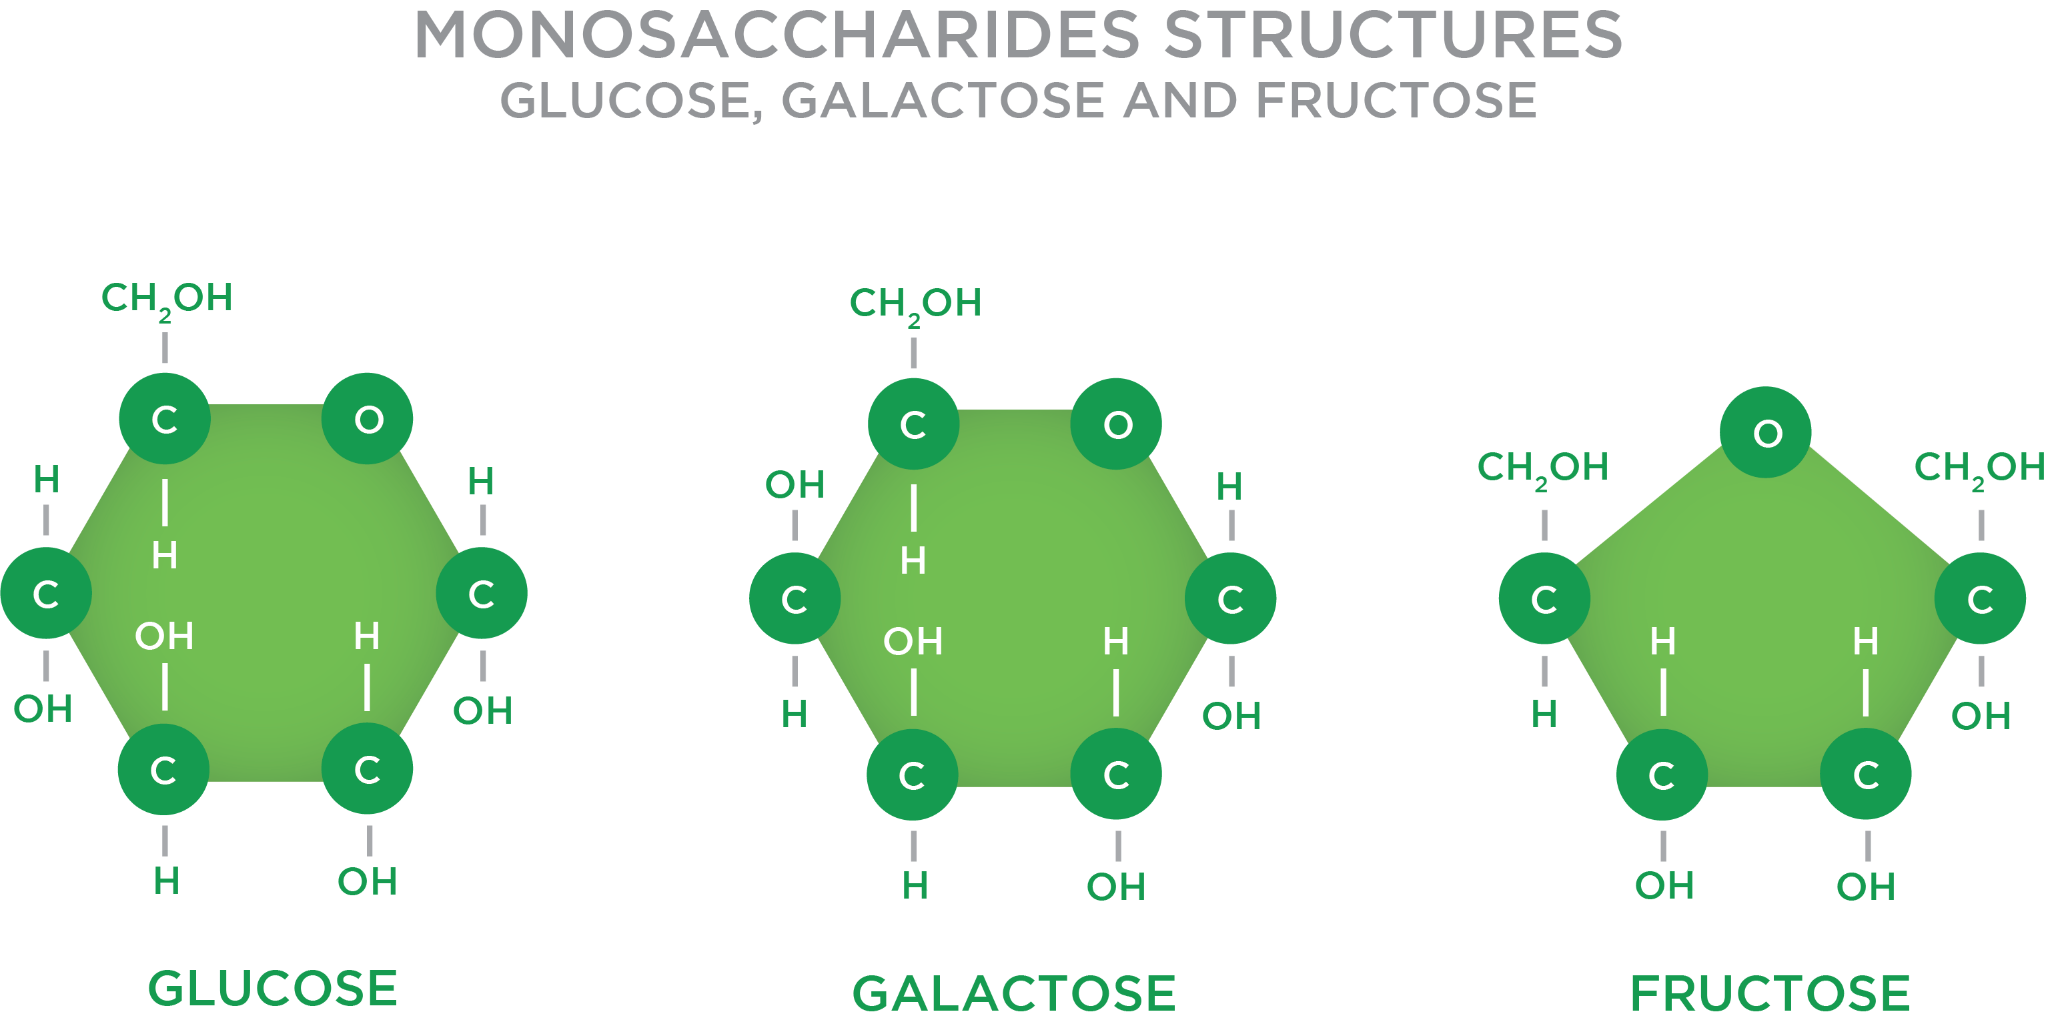 MONOSACCHARIDES STRUCTURES
GLUCOSE, GALACTOSE AND FRUCTOSE
CH₂OH
C
O
H
H
H
C
C
OH
H
OH
OH
C
C
H
OH
GLUCOSE
CH₂OH
C
O
OH
H
H
C
C
OH
H
H
OH
C
C
H
OH
GALACTOSE
O
CH₂OH
CH₂OH
C
C
H
H
H
OH
C
C
OH
OH
FRUCTOSE